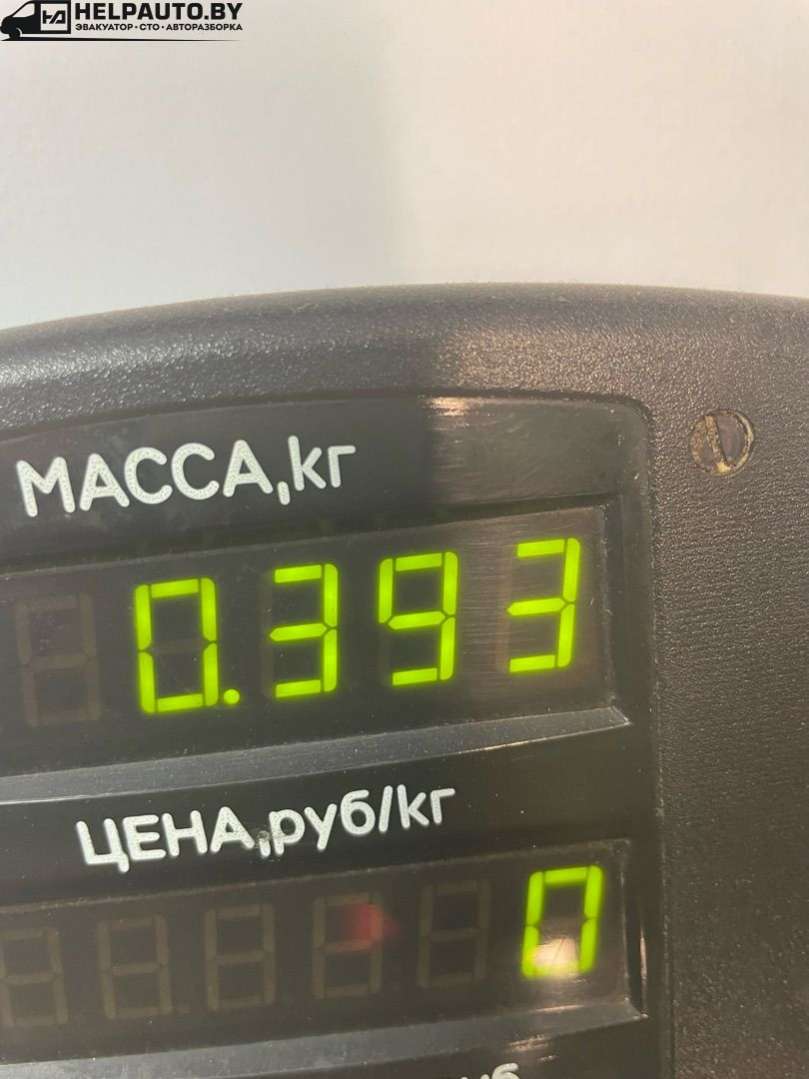 HELPAUTO.BY
ЭВАКУАТОР • СТО • АВТОРАЗБОРКА
МАССА,кг
0.393
ЦЕНА,руб/кг
0